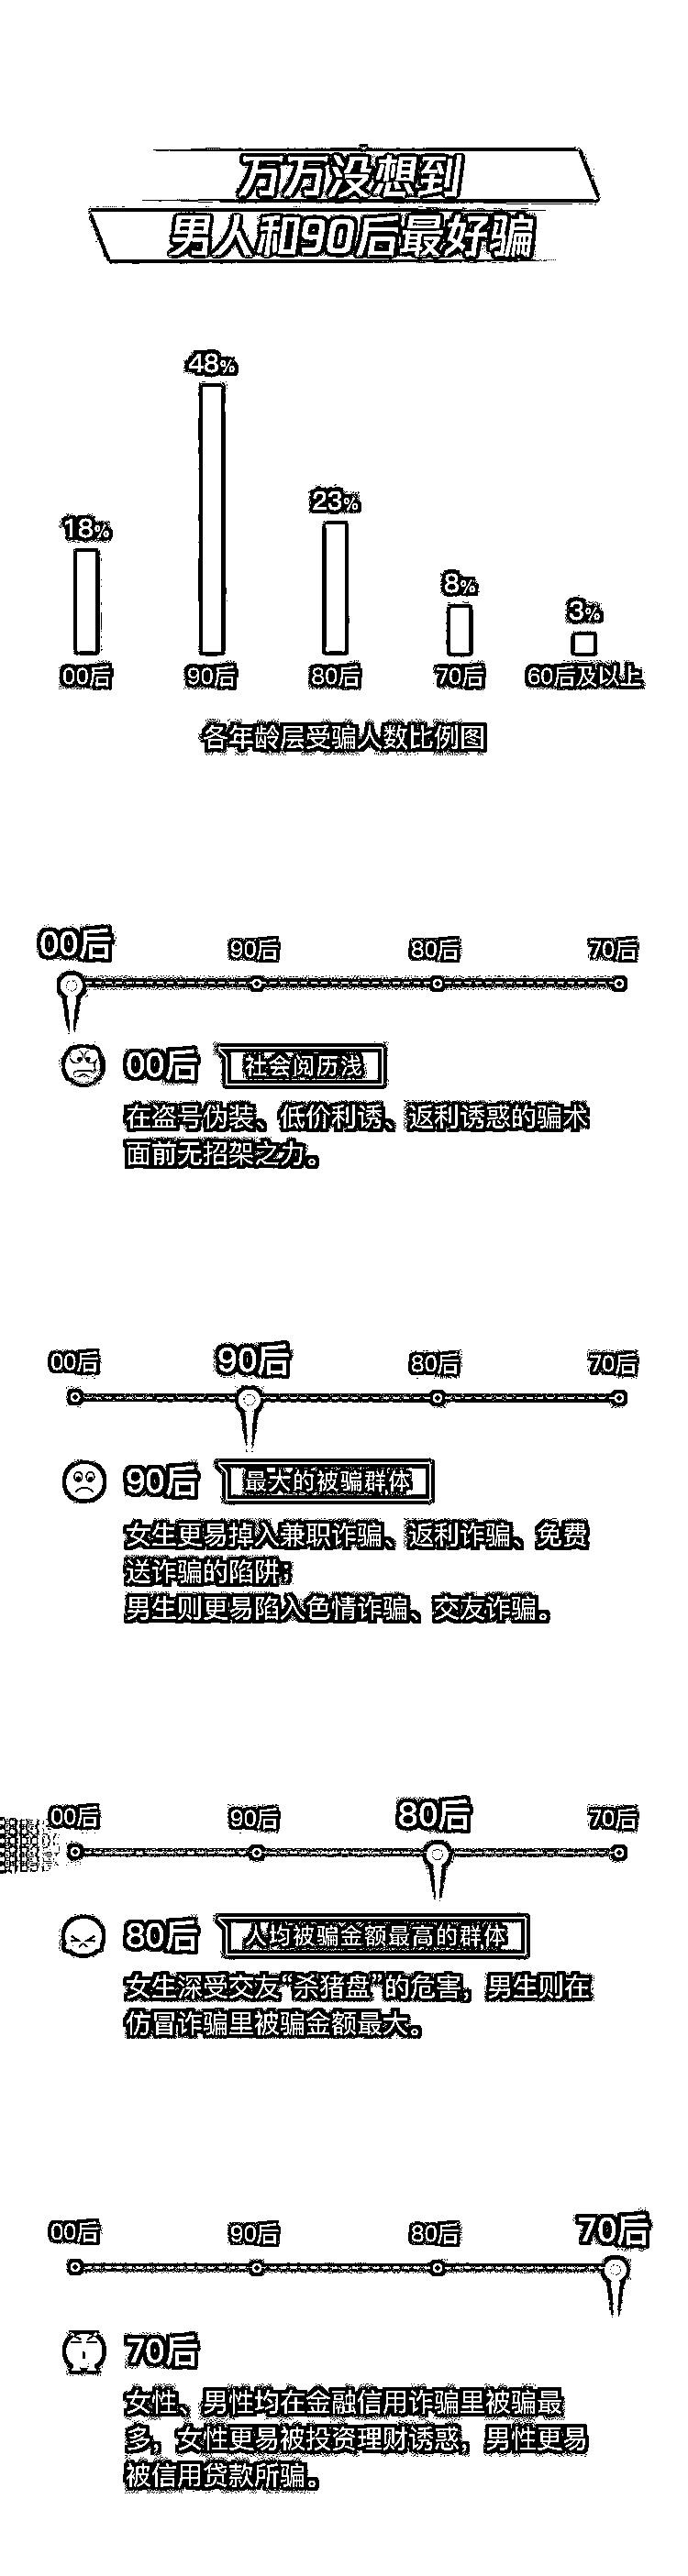 万万没想到
男人和90后最好骗
48%
23%
18%
8%
3%
00后 90后 80后 70后 60后及以上
各年龄层受骗人数比例图
00后 90后 80后 70后
00后 社会阅历浅
在盗号伪装、低价利诱、返利诱惑的骗术
面前无招架之力。
00后 90后 80后 70后
90后 最大的被骗群体
女生更易掉入兼职诈骗、返利诈骗、免费
送诈骗的陷阱;
男生则更易陷入色情诈骗、交友诈骗。
00后 90后 80后 70后
80后 人均被骗金额最高的群体
女生深受交友“杀猪盘”的危害，男生则在
仿冒诈骗里被骗金额最大。
00后 90后 80后 70后
70后
女性、男性均在金融信用诈骗里被骗最
多，女性更易被投资理财诱惑，男性更易
被信用贷款所骗。